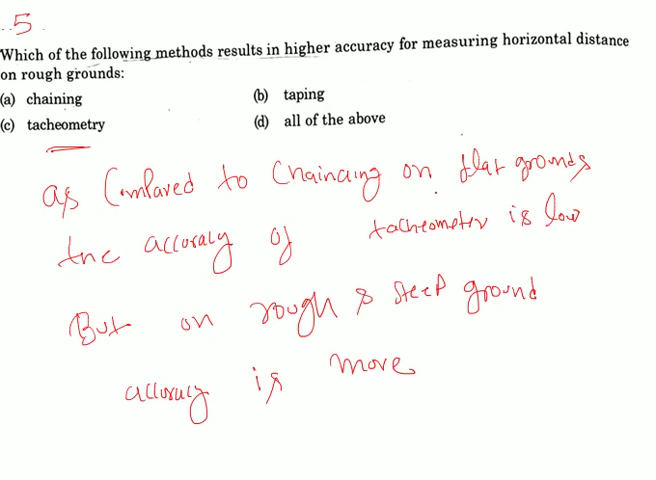 ..5.
Which of the following methods results in higher accuracy for measuring horizontal distance
on rough grounds:
(a) chaining (b) taping
(c) tacheometry (d) all of the above
as Compared to Chaining on flat grounds
the accuracy of tacheometer is low
But on rough & steep ground
accuracy is more